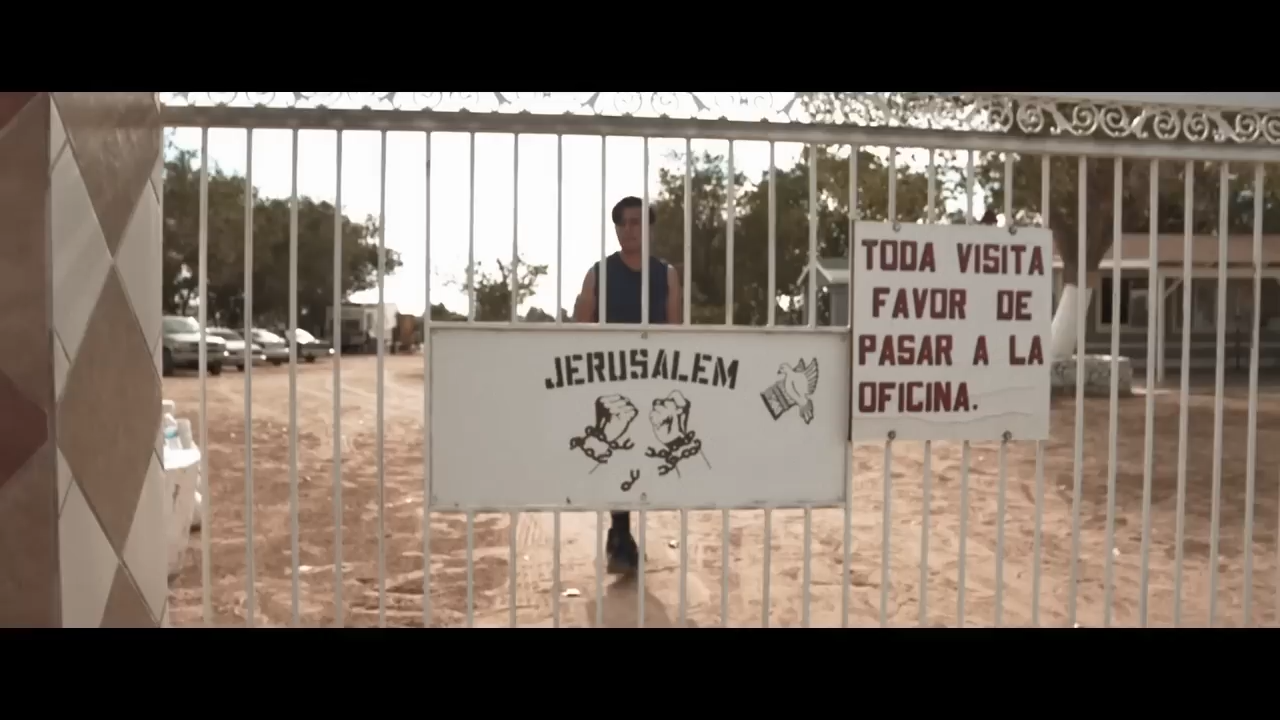 JERUSALEM
TODA VISITA
FAVOR DE
PASAR A LA
OFICINA.